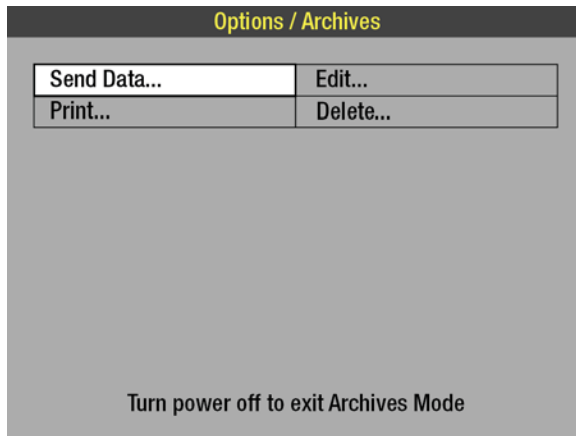 Options / Archives
Send Data... Edit...
Print... Delete...
Turn power off to exit Archives Mode